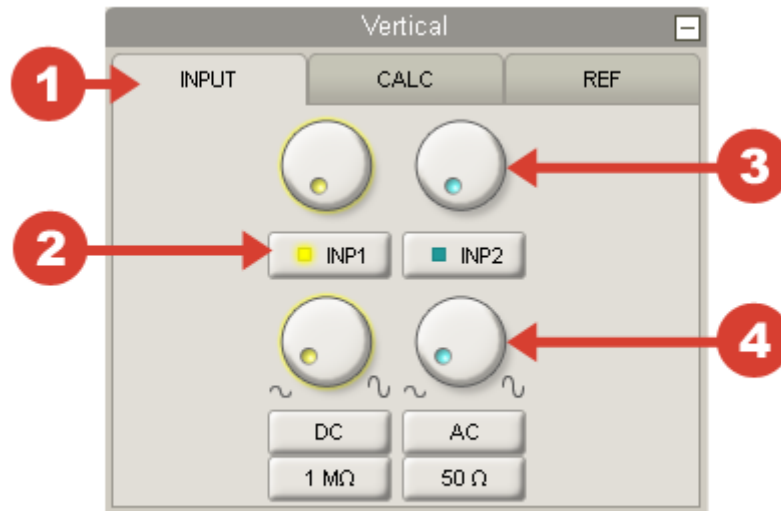 Vertical
1
INPUT CALC REF
3
2
INP1 INP2
4
DC AC
1 MΩ 50 Ω